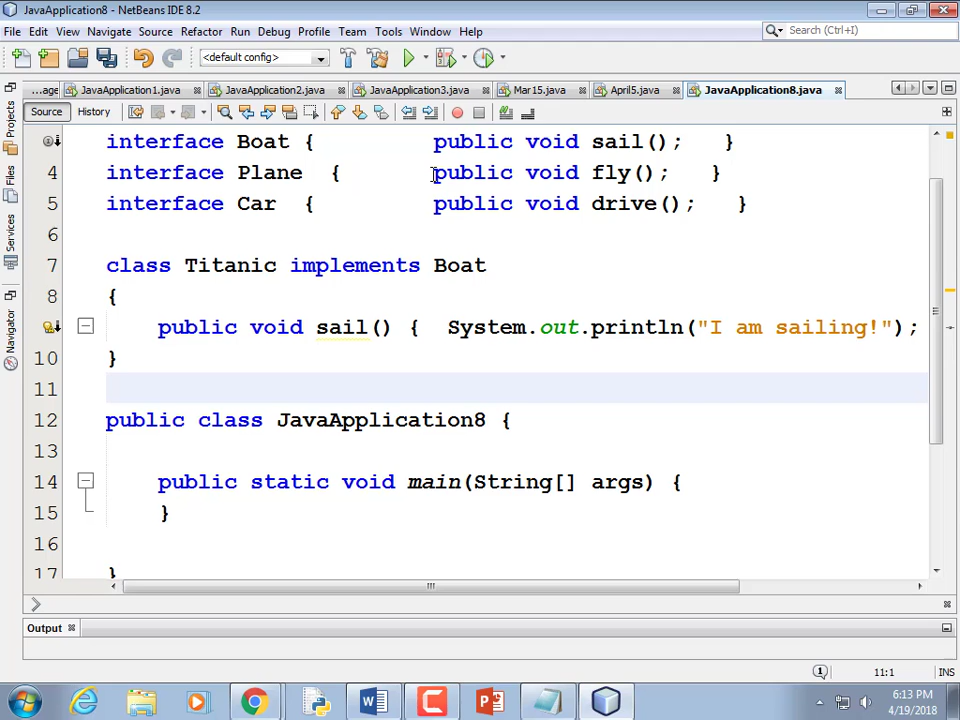 JavaApplication8 - NetBeans IDE 8.2
File Edit View Navigate Source Refactor Run Debug Profile Team Tools Window Help
Search (Ctrl+I)
<default config>
...age JavaApplication1.java JavaApplication2.java JavaApplication3.java Mar15.java April5.java JavaApplication8.java
Source History
Projects
Files
Services
Navigator
interface Boat { public void sail(); }
4 interface Plane { public void fly(); }
5 interface Car { public void drive(); }
6
7 class Titanic implements Boat
8 {
public void sail() { System.out.println("I am sailing!");
10 }
11
12 public class JavaApplication8 {
13
14 public static void main(String[] args) {
15 }
16
17 }
Output
1 11:1 INS
6:13 PM
4/19/2018